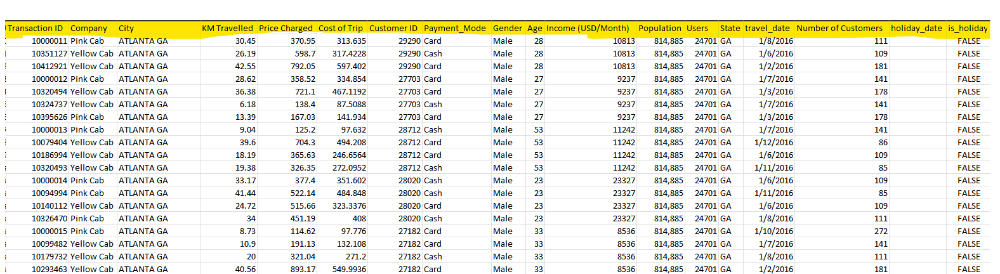 Transaction ID Company City KM Travelled Price Charged Cost of Trip Customer ID Payment_Mode Gender Age Income (USD/Month) Population Users State travel_date Number of Customers holiday_date is_holiday
10000011 Pink Cab ATLANTA GA 30.45 370.95 313.635 29290 Card Male 28 10813 814,885 24701 GA 1/8/2016 111 FALSE
10351127 Yellow Cab ATLANTA GA 26.19 598.7 317.4228 29290 Cash Male 28 10813 814,885 24701 GA 1/6/2016 109 FALSE
10412921 Yellow Cab ATLANTA GA 42.55 792.05 597.402 29290 Card Male 28 10813 814,885 24701 GA 1/2/2016 181 FALSE
10000012 Pink Cab ATLANTA GA 28.62 358.52 334.854 27703 Card Male 27 9237 814,885 24701 GA 1/7/2016 141 FALSE
10320494 Yellow Cab ATLANTA GA 36.38 721.1 467.1192 27703 Card Male 27 9237 814,885 24701 GA 1/3/2016 178 FALSE
10324737 Yellow Cab ATLANTA GA 6.18 138.4 87.5088 27703 Cash Male 27 9237 814,885 24701 GA 1/7/2016 141 FALSE
10395626 Pink Cab ATLANTA GA 13.39 167.03 141.934 27703 Card Male 27 9237 814,885 24701 GA 1/3/2016 178 FALSE
10000013 Pink Cab ATLANTA GA 9.04 125.2 97.632 28712 Cash Male 53 11242 814,885 24701 GA 1/7/2016 141 FALSE
10079404 Yellow Cab ATLANTA GA 39.6 704.3 494.208 28712 Card Male 53 11242 814,885 24701 GA 1/12/2016 86 FALSE
10186994 Yellow Cab ATLANTA GA 18.19 365.63 246.6564 28712 Card Male 53 11242 814,885 24701 GA 1/6/2016 109 FALSE
10320493 Yellow Cab ATLANTA GA 19.38 326.35 272.0952 28712 Cash Male 53 11242 814,885 24701 GA 1/11/2016 85 FALSE
10000014 Pink Cab ATLANTA GA 33.17 377.4 351.602 28020 Cash Male 23 23327 814,885 24701 GA 1/6/2016 109 FALSE
10094994 Pink Cab ATLANTA GA 41.44 522.14 484.848 28020 Cash Male 23 23327 814,885 24701 GA 1/11/2016 85 FALSE
10140112 Yellow Cab ATLANTA GA 24.72 515.66 323.3376 28020 Card Male 23 23327 814,885 24701 GA 1/6/2016 109 FALSE
10326470 Pink Cab ATLANTA GA 34 451.19 408 28020 Cash Male 23 23327 814,885 24701 GA 1/8/2016 111 FALSE
10000015 Pink Cab ATLANTA GA 8.73 114.62 97.776 27182 Card Male 33 8536 814,885 24701 GA 1/10/2016 272 FALSE
10099482 Yellow Cab ATLANTA GA 10.9 191.13 132.108 27182 Card Male 33 8536 814,885 24701 GA 1/7/2016 141 FALSE
10179732 Yellow Cab ATLANTA GA 20 321.04 271.2 27182 Cash Male 33 8536 814,885 24701 GA 1/8/2016 111 FALSE
10293463 Yellow Cab ATLANTA GA 40.56 893.17 549.9936 27182 Card Male 33 8536 814,885 24701 GA 1/2/2016 181 FALSE